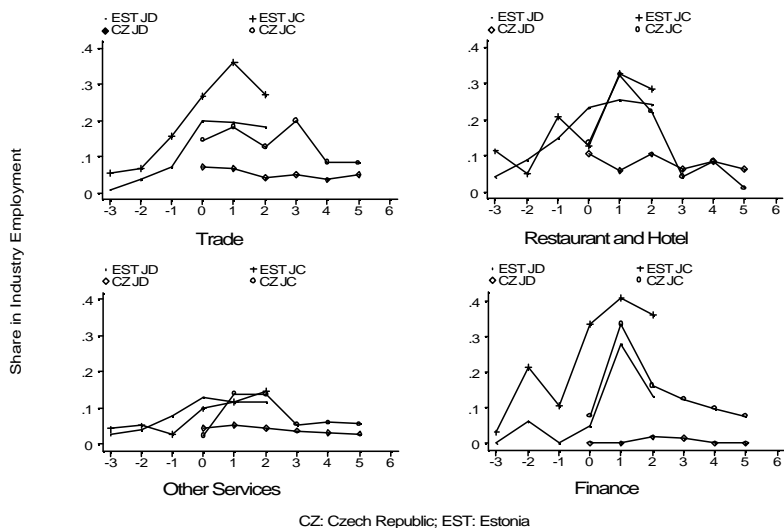 EST JD EST JC
CZ JD CZ JC
.4
.3
.2
.1
0
-3 -2 -1 0 1 2 3 4 5 6
Trade
EST JD EST JC
CZ JD CZ JC
.4
.3
.2
.1
0
-3 -2 -1 0 1 2 3 4 5 6
Restaurant and Hotel
Share in Industry Employment
EST JD EST JC
CZ JD CZ JC
.4
.3
.2
.1
0
-3 -2 -1 0 1 2 3 4 5 6
Other Services
EST JD EST JC
CZ JD CZ JC
.4
.3
.2
.1
0
-3 -2 -1 0 1 2 3 4 5 6
Finance
CZ: Czech Republic; EST: Estonia